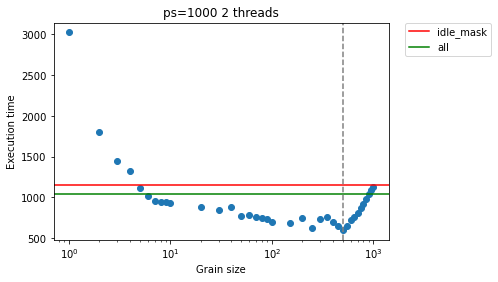 ps=1000 2 threads
idle_mask
all
Execution time
3000
2500
2000
1500
1000
500
10⁰
10¹
10²
10³
Grain size